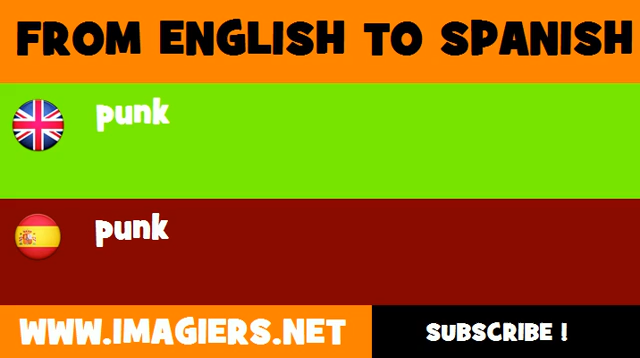 FROM ENGLISH TO SPANISH
punk
punk
WWW.IMAGIERS.NET
SUBSCRIBE !